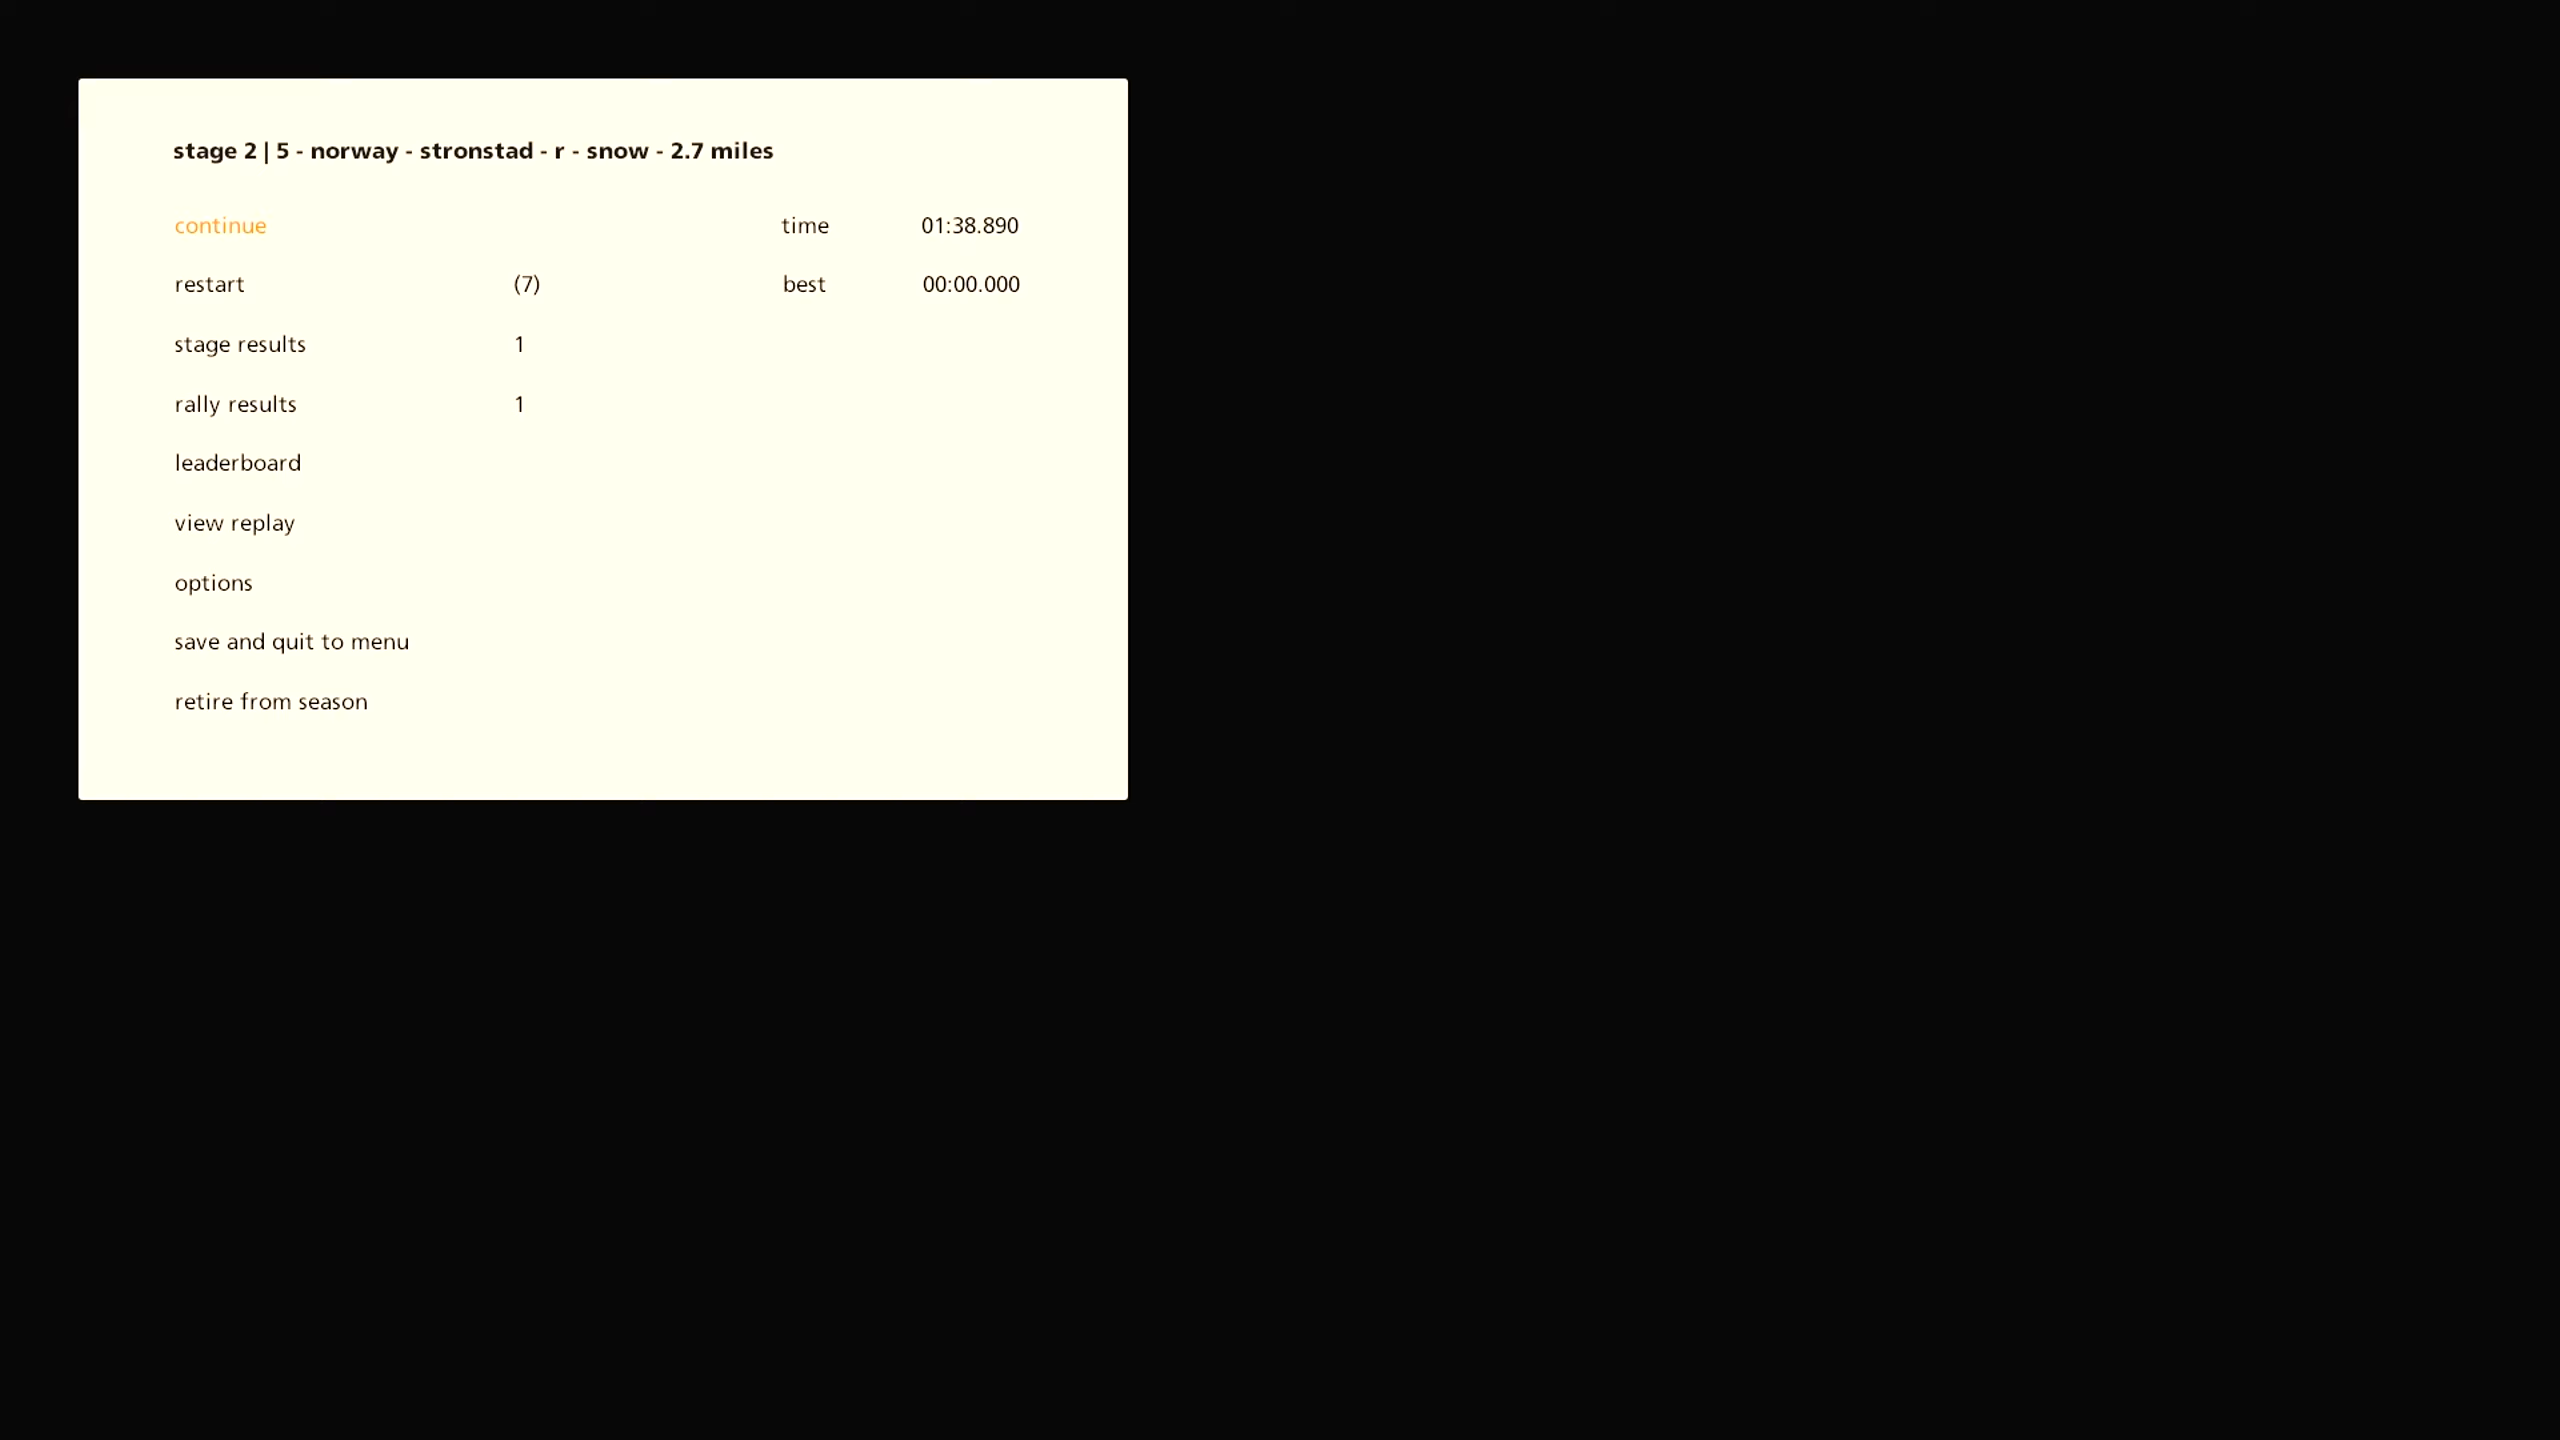 stage 2 | 5 - norway - stronstad - r - snow - 2.7 miles
continue time 01:38.890
restart (7) best 00:00.000
stage results 1
rally results 1
leaderboard
view replay
options
save and quit to menu
retire from season